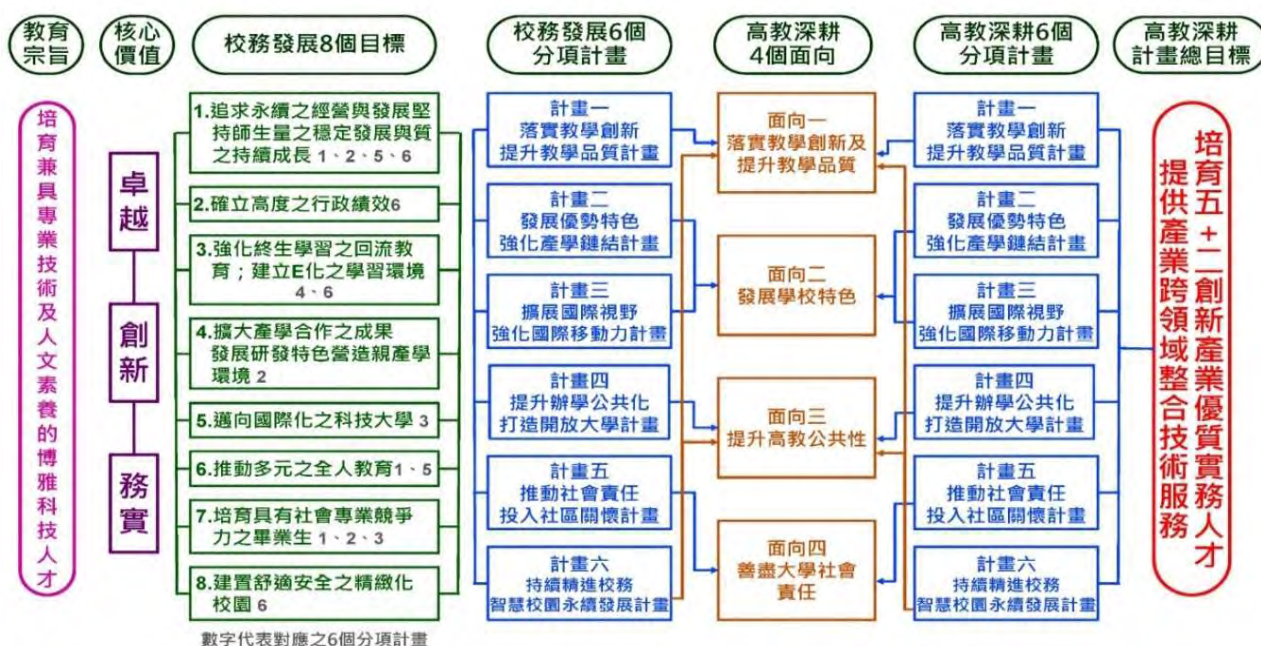 教育
宗旨
核心
價值
校務發展8個目標
校務發展6個
分項計畫
高教深耕
4個面向
高教深耕6個
分項計畫
高教深耕
計畫總目標
培育兼具專業技術及人文素養的博雅科技人才
卓越
創新
務實
1.追求永續之經營與發展堅
持師生量之穩定發展與質
之持續成長 1、2、5、6
2.確立高度之行政績效6
3.強化終生學習之回流教
育；建立E化之學習環境
4、6
4.擴大產學合作之成果
發展研發特色營造親產學
環境 2
5.邁向國際化之科技大學 3
6.推動多元之全人教育1、5
7.培育具有社會專業競爭
力之畢業生 1、2、3
8.建置舒適安全之精緻化
校園 6
數字代表對應之6個分項計畫
計畫一
落實教學創新
提升教學品質計畫
計畫二
發展優勢特色
強化產學鏈結計畫
計畫三
擴展國際視野
強化國際移動力計畫
計畫四
提升辦學公共化
打造開放大學計畫
計畫五
推動社會責任
投入社區關懷計畫
計畫六
持續精進校務
智慧校園永續發展計畫
面向一
落實教學創新及
提升教學品質
面向二
發展學校特色
面向三
提升高教公共性
面向四
善盡大學社會
責任
計畫一
落實教學創新
提升教學品質計畫
計畫二
發展優勢特色
強化產學鏈結計畫
計畫三
擴展國際視野
強化國際移動力計畫
計畫四
提升辦學公共化
打造開放大學計畫
計畫五
推動社會責任
投入社區關懷計畫
計畫六
持續精進校務
智慧校園永續發展計畫
培育五+二創新產業優質實務人才
提供產業跨領域整合技術服務